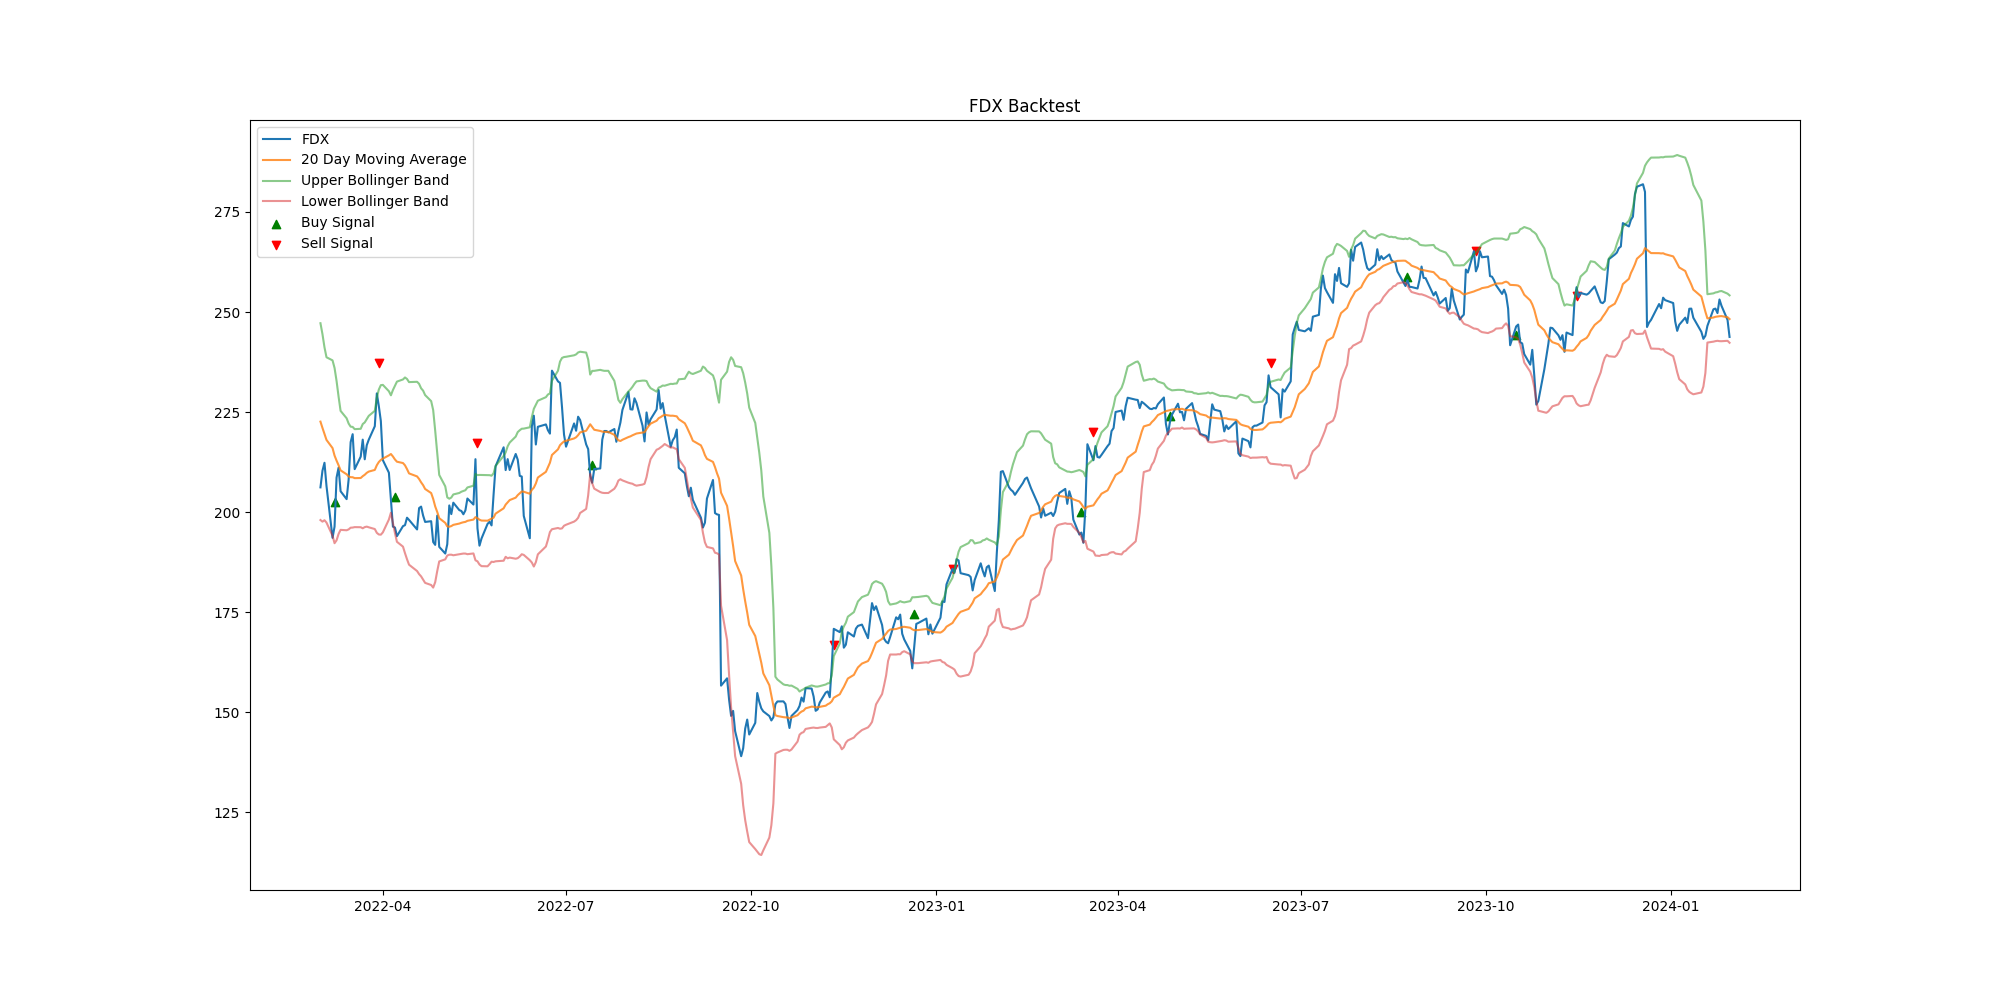 FDX Backtest
FDX
20 Day Moving Average
Upper Bollinger Band
Lower Bollinger Band
Buy Signal
Sell Signal
275
250
225
200
175
150
125
2022-04 2022-07 2022-10 2023-01 2023-04 2023-07 2023-10 2024-01